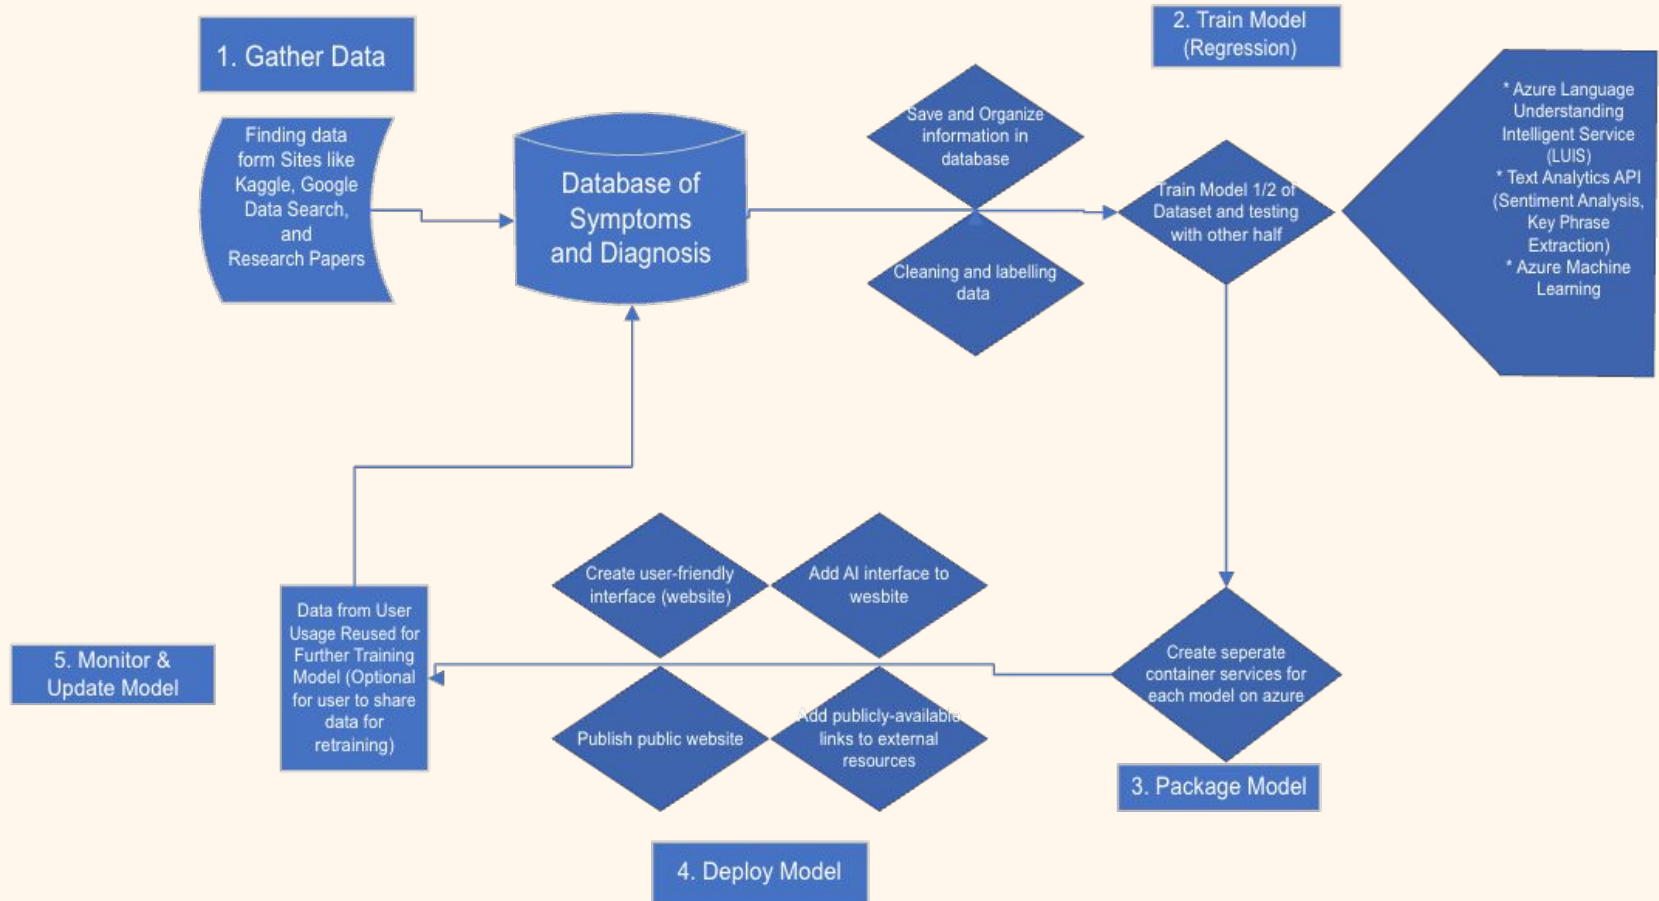 1. Gather Data
Finding data
form Sites like
Kaggle, Google
Data Search,
and
Research Papers
Database of
Symptoms
and Diagnosis
Save and Organize
information in
database
Cleaning and labelling
data
2. Train Model
(Regression)
Train Model 1/2 of
Dataset and testing
with other half
* Azure Language
Understanding
Intelligent Service
(LUIS)
* Text Analytics API
(Sentiment Analysis,
Key Phrase
Extraction)
* Azure Machine
Learning
Create seperate
container services for
each model on azure
3. Package Model
Create user-friendly
interface (website)
Add AI interface to
wesbite
Publish public website
Add publicly-available
links to external
resources
4. Deploy Model
Data from User
Usage Reused for
Further Training
Model (Optional
for user to share
data for
retraining)
5. Monitor &
Update Model